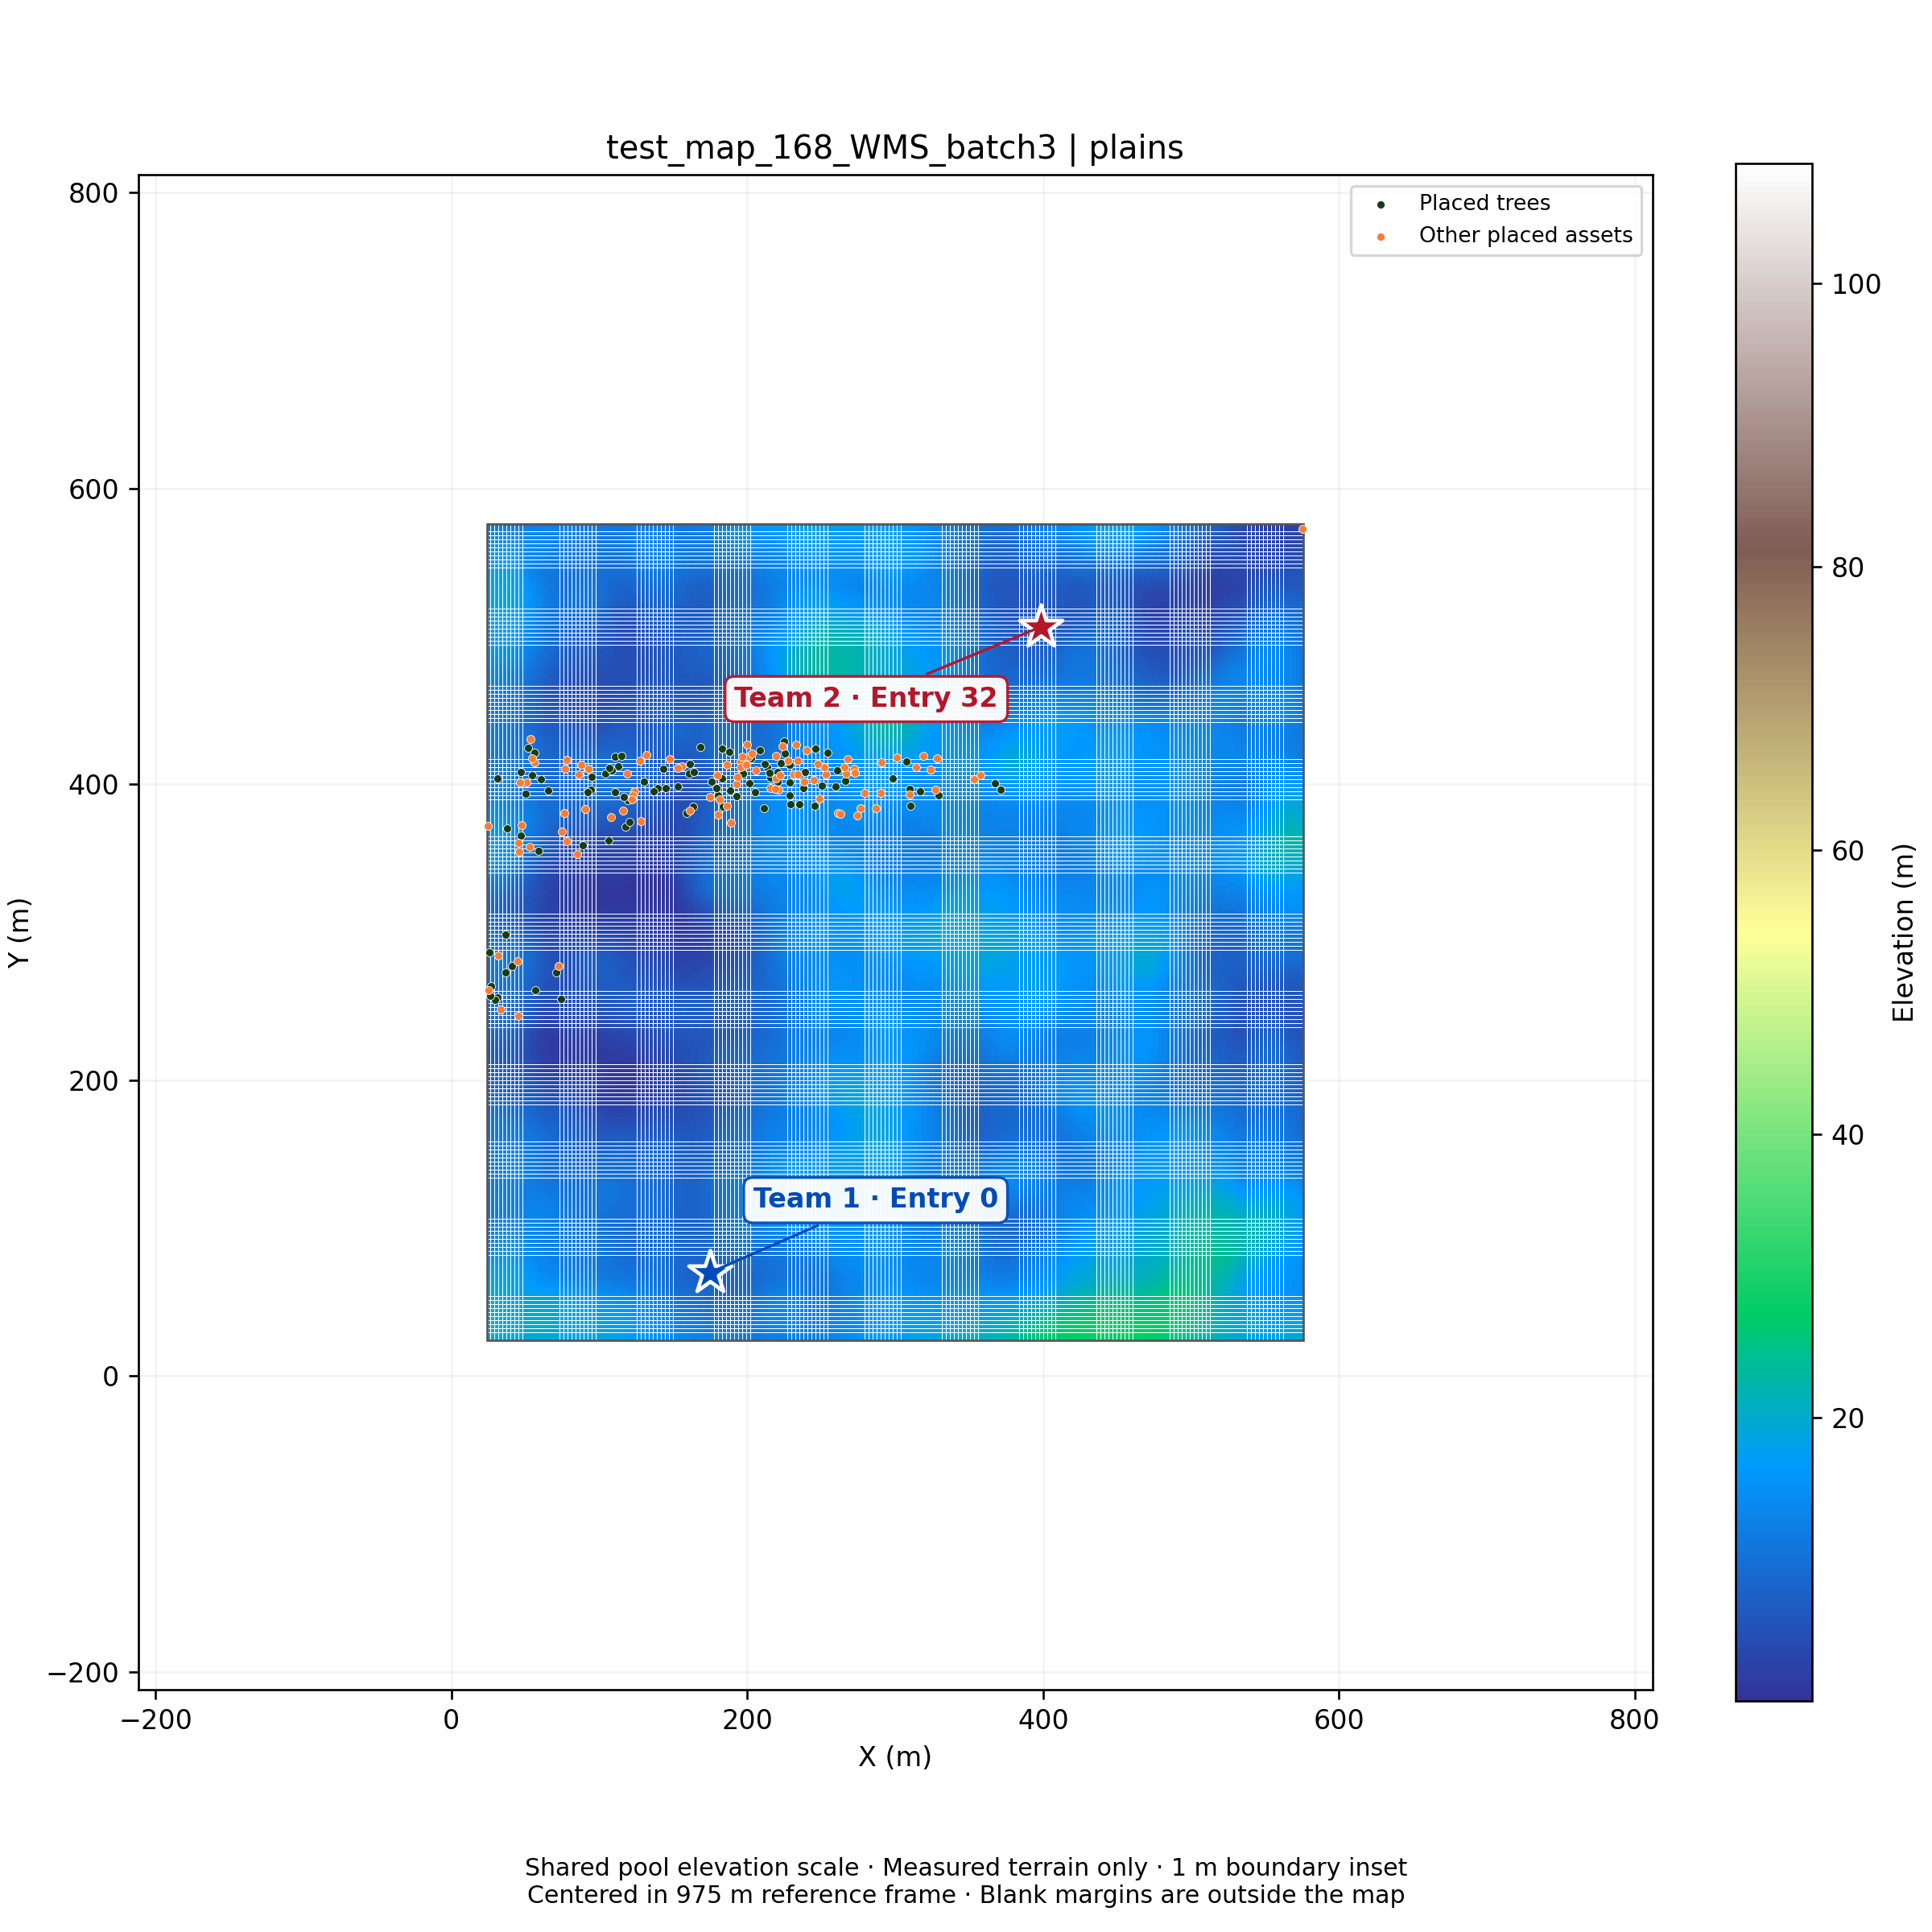 test_map_168_WMS_batch3 | plains
Placed trees
Other placed assets
800
600
400
200
0
−200
Y (m)
Team 2 · Entry 32
Team 1 · Entry 0
−200
0
200
400
600
800
X (m)
100
80
60
40
20
Elevation (m)
Shared pool elevation scale · Measured terrain only · 1 m boundary inset
Centered in 975 m reference frame · Blank margins are outside the map